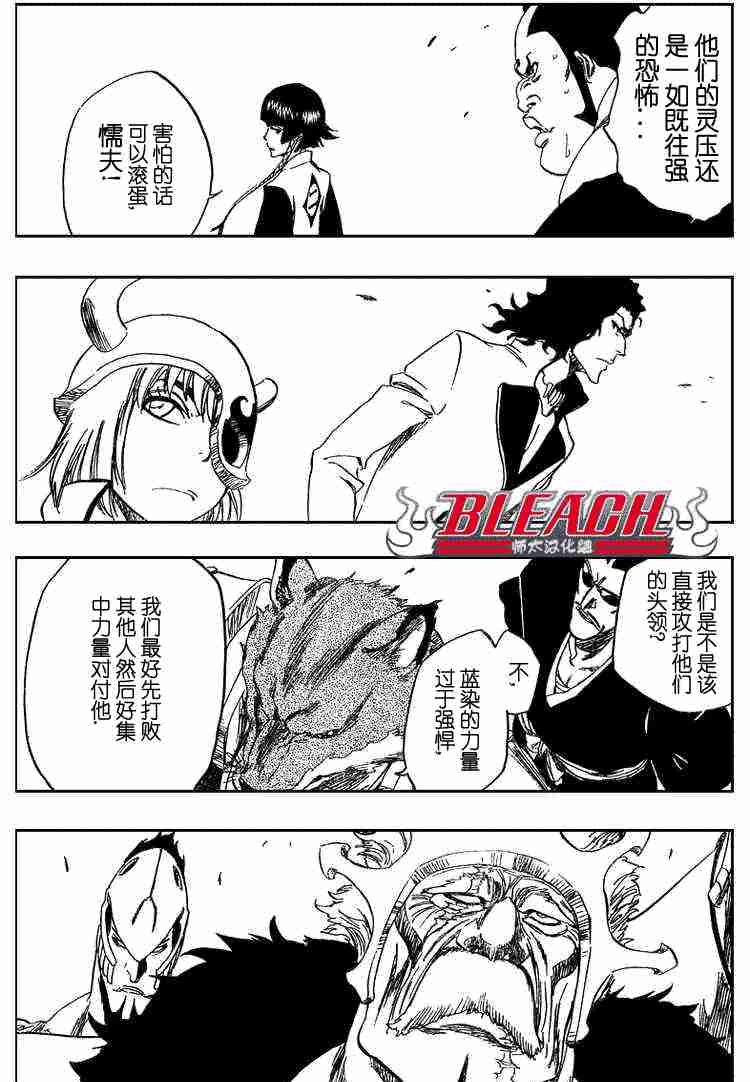 他们的灵压还
是一如既往强
的恐怖...
害怕的话
可以滚蛋,
懦夫!
BLEACH
师太汉化组
我们是不是该
直接攻打他们
的头领?
不,
蓝染的力量
过于强悍,
我们最好先打败
其他人然后好集
中力量对付他